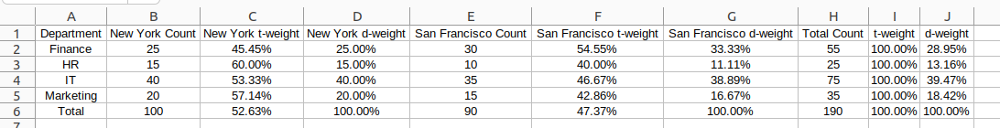 A B C D E F G H I J
1 Department New York Count New York t-weight New York d-weight San Francisco Count San Francisco t-weight San Francisco d-weight Total Count t-weight d-weight
2 Finance 25 45.45% 25.00% 30 54.55% 33.33% 55 100.00% 28.95%
3 HR 15 60.00% 15.00% 10 40.00% 11.11% 25 100.00% 13.16%
4 IT 40 53.33% 40.00% 35 46.67% 38.89% 75 100.00% 39.47%
5 Marketing 20 57.14% 20.00% 15 42.86% 16.67% 35 100.00% 18.42%
6 Total 100 52.63% 100.00% 90 47.37% 100.00% 190 100.00% 100.00%
7